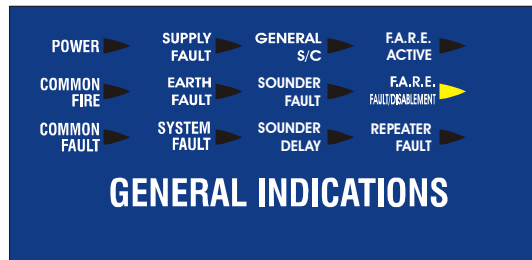 POWER
SUPPLY
FAULT
GENERAL
S/C
F.A.R.E.
ACTIVE
COMMON
FIRE
EARTH
FAULT
SOUNDER
FAULT
F.A.R.E.
FAULT/DISABLEMENT
COMMON
FAULT
SYSTEM
FAULT
SOUNDER
DELAY
REPEATER
FAULT
GENERAL INDICATIONS